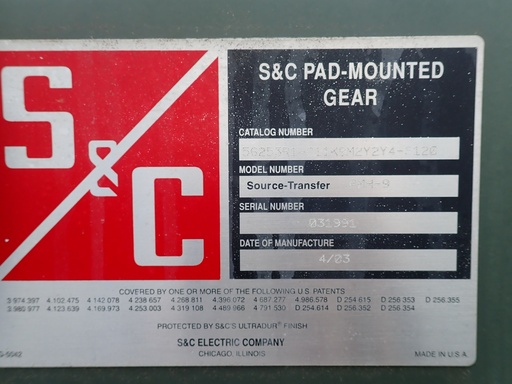 S&C
S&C PAD-MOUNTED
GEAR
CATALOG NUMBER
MODEL NUMBER
Source-Transfer
SERIAL NUMBER
031991
DATE OF MANUFACTURE
4/03
COVERED BY ONE OR MORE OF THE FOLLOWING U.S. PATENTS
3 974 397 4.152 475 4.142 078 4 238 657 4 268 811 4 396 072 4 687 277 4.986.578 D 254.615 D 256.353 D 256.355
3.980.977 4 123.639 4 169.973 4 253 003 4 319 108 4 489 966 4 791 530 D 254.614 D 256.352 D 256.354
PROTECTED BY S&C'S ULTRADUR® FINISH
S&C ELECTRIC COMPANY
CHICAGO, ILLINOIS
MADE IN U.S.A.